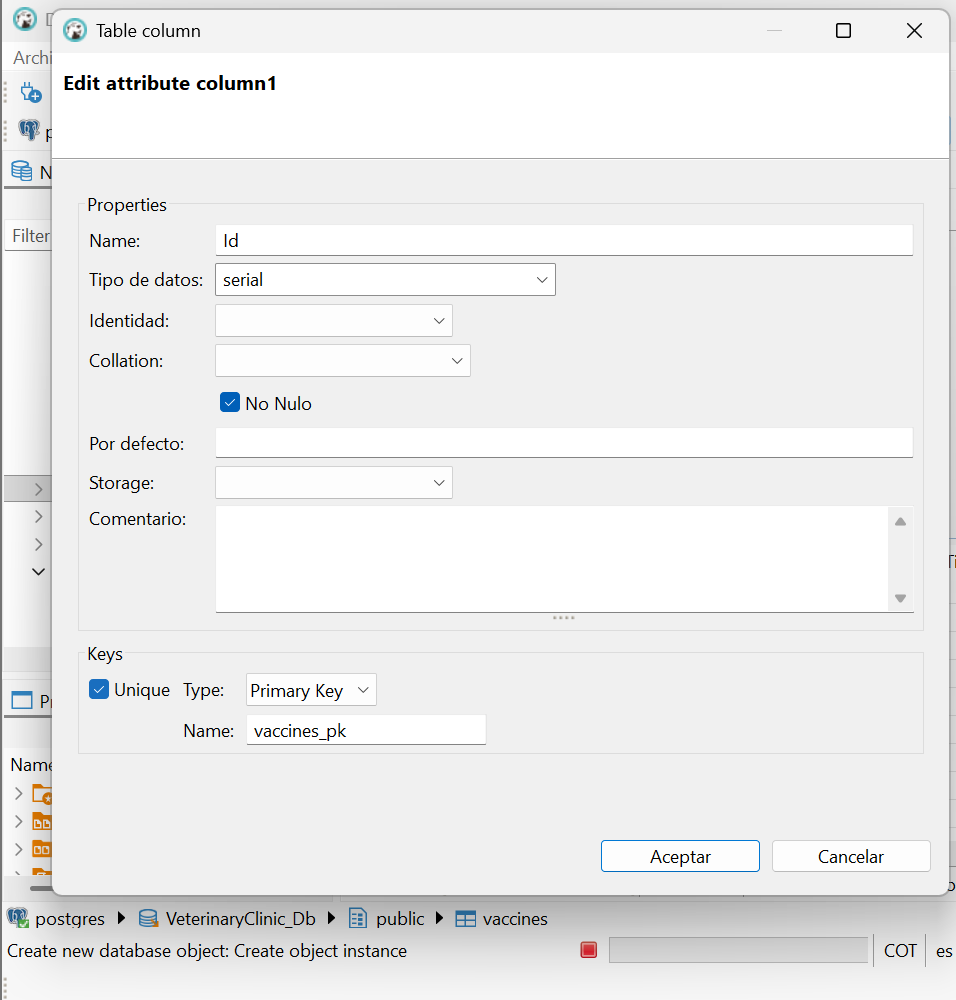 Table column
Archi
Edit attribute column1
Filter
Properties
Name: Id
Tipo de datos: serial
Identidad:
Collation:
No Nulo
Por defecto:
Storage:
Comentario:
Keys
Unique Type: Primary Key
Name: vaccines_pk
Name
Aceptar Cancelar
postgres VeterinaryClinic_Db public vaccines
Create new database object: Create object instance COT es